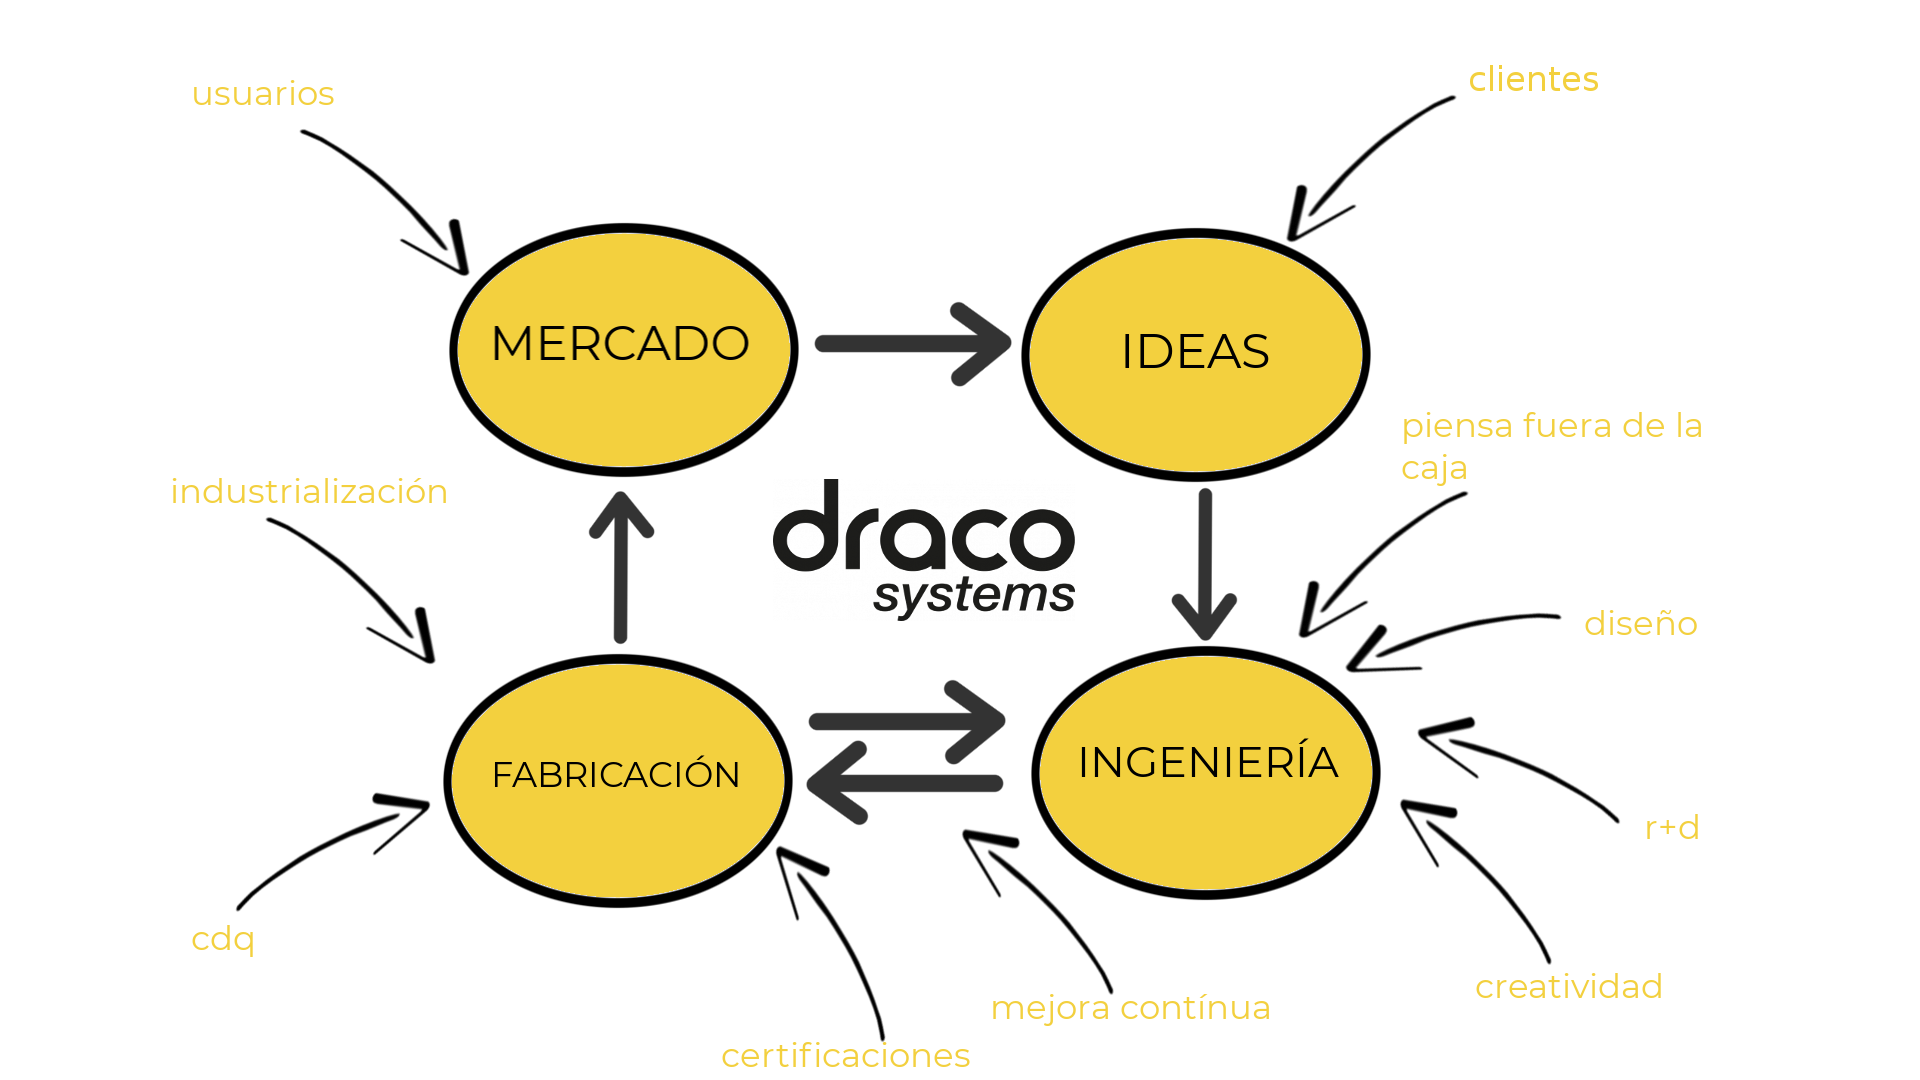 usuarios
clientes
MERCADO
IDEAS
piensa fuera de la
caja
industrialización
draco
systems
diseño
FABRICACIÓN
INGENIERÍA
r+d
cdq
creatividad
mejora contínua
certificaciones